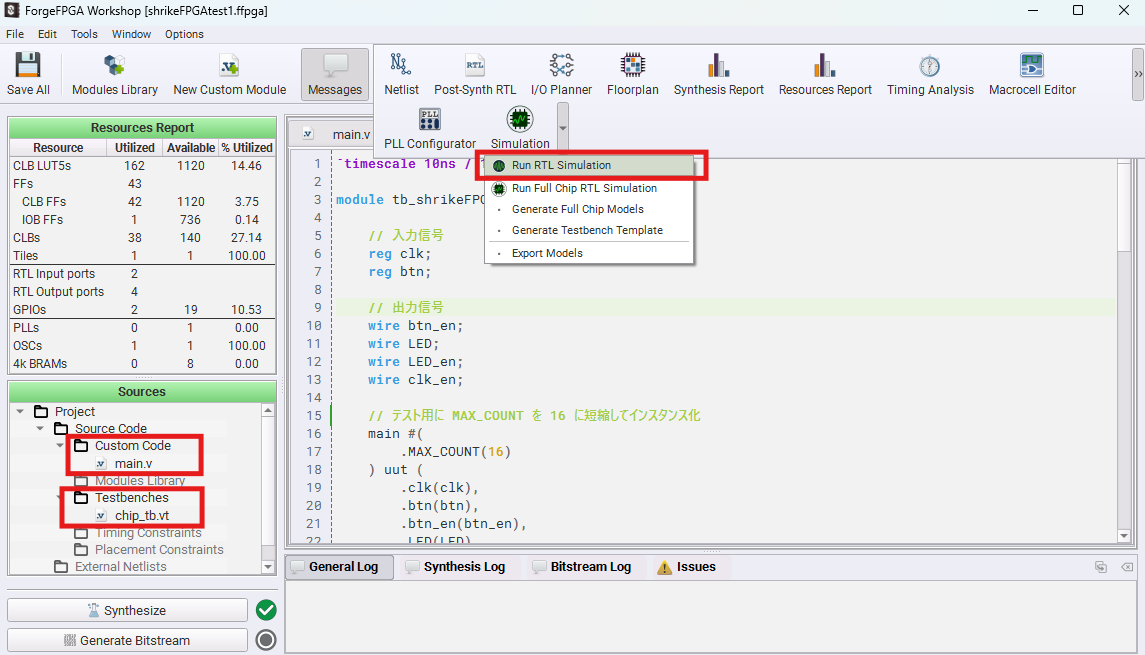 ForgeFPGA Workshop [shrikeFPGAtest1.ffpga]
File Edit Tools Window Options
Save All Modules Library New Custom Module Messages Netlist Post-Synth RTL I/O Planner Floorplan Synthesis Report Resources Report Timing Analysis Macrocell Editor
PLL Configurator Simulation
Run RTL Simulation
Run Full Chip RTL Simulation
Generate Full Chip Models
Generate Testbench Template
Export Models
Resources Report
Resource Utilized Available % Utilized
CLB LUT5s 162 1120 14.46
FFs 43
CLB FFs 42 1120 3.75
IOB FFs 1 736 0.14
CLBs 38 140 27.14
Tiles 1 1 100.00
RTL Input ports 2
RTL Output ports 4
GPIOs 2 19 10.53
PLLs 0 1 0.00
OSCs 1 1 100.00
4k BRAMs 0 8 0.00
Sources
Project
Source Code
Custom Code
main.v
Modules Library
Testbenches
chip_tb.vt
Timing Constraints
Placement Constraints
External Netlists
Synthesize
Generate Bitstream
main.v
1 `timescale 10ns /
2
3 module tb_shrikeFPG
4
5 // 入力信号
6 reg clk;
7 reg btn;
8
9 // 出力信号
10 wire btn_en;
11 wire LED;
12 wire LED_en;
13 wire clk_en;
14
15 // テスト用に MAX_COUNT を 16 に短縮してインスタンス化
16 main #(
17 .MAX_COUNT(16)
18 ) uut (
19 .clk(clk),
20 .btn(btn),
21 .btn_en(btn_en),
22 .LED(LED),
General Log Synthesis Log Bitstream Log Issues